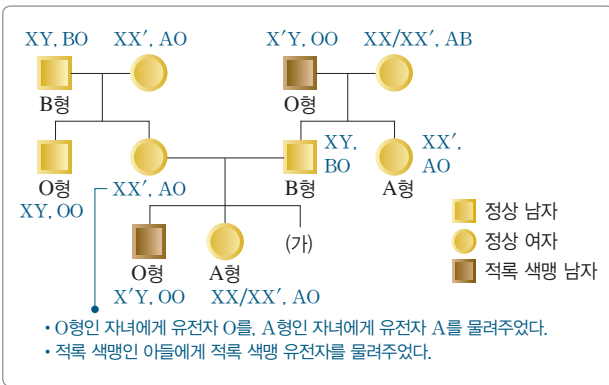 XY, BO XX′, AO X′Y, OO XX/XX′, AB
B형 O형
XY, BO XX′, AO
O형 B형 A형
XY, OO XX′, AO
(가)
O형 A형
X′Y, OO XX/XX′, AO
정상 남자
정상 여자
적록 색맹 남자
• O형인 자녀에게 유전자 O를, A형인 자녀에게 유전자 A를 물려주었다.
• 적록 색맹인 아들에게 적록 색맹 유전자를 물려주었다.